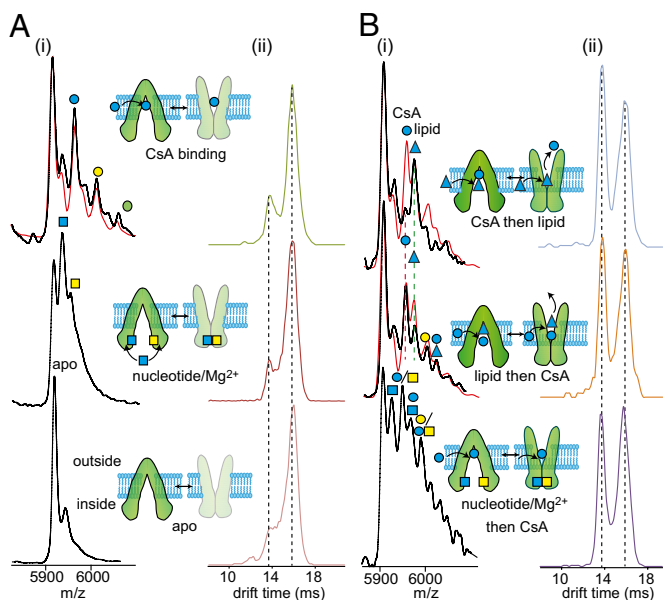 A
(i)
(ii)
CsA binding
apo
nucleotide/Mg²⁺
outside
inside
apo
5900 6000
m/z
10 14 18
drift time (ms)
B
(i)
(ii)
CsA
lipid
CsA then lipid
lipid then CsA
/
/
nucleotide/Mg²⁺
then CsA
5900 6000
m/z
10 14 18
drift time (ms)